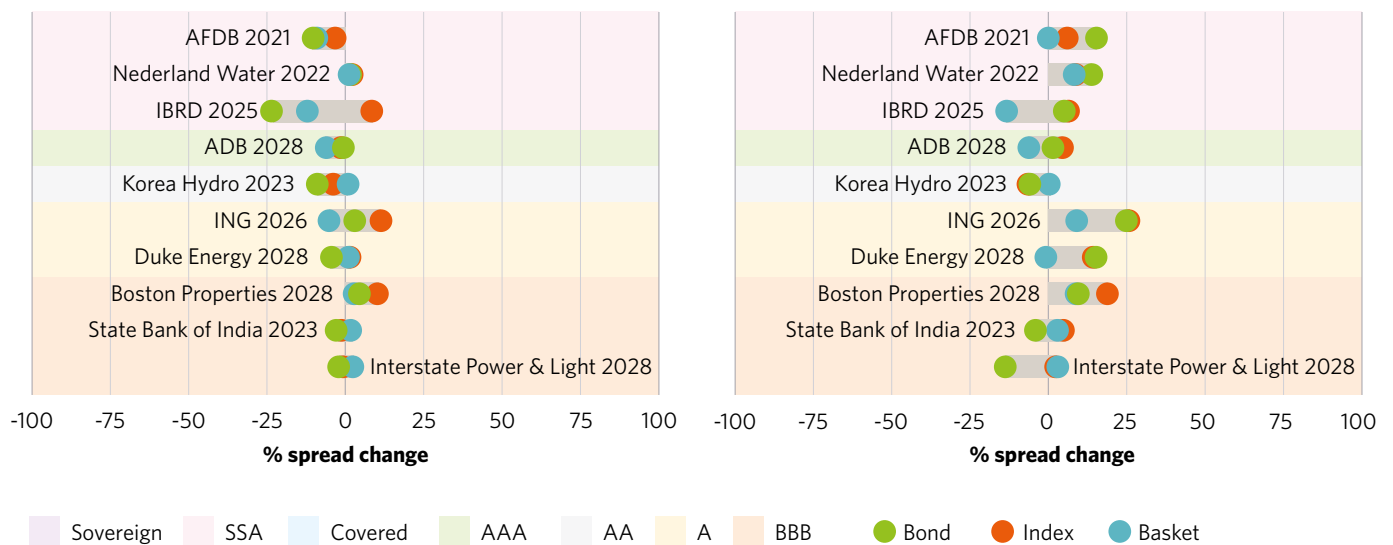 AFDB 2021
Nederland Water 2022
IBRD 2025
ADB 2028
Korea Hydro 2023
ING 2026
Duke Energy 2028
Boston Properties 2028
State Bank of India 2023
Interstate Power & Light 2028
-100 -75 -50 -25 0 25 50 75 100
% spread change
AFDB 2021
Nederland Water 2022
IBRD 2025
ADB 2028
Korea Hydro 2023
ING 2026
Duke Energy 2028
Boston Properties 2028
State Bank of India 2023
Interstate Power & Light 2028
-100 -75 -50 -25 0 25 50 75 100
% spread change
Sovereign SSA Covered AAA AA A BBB Bond Index Basket